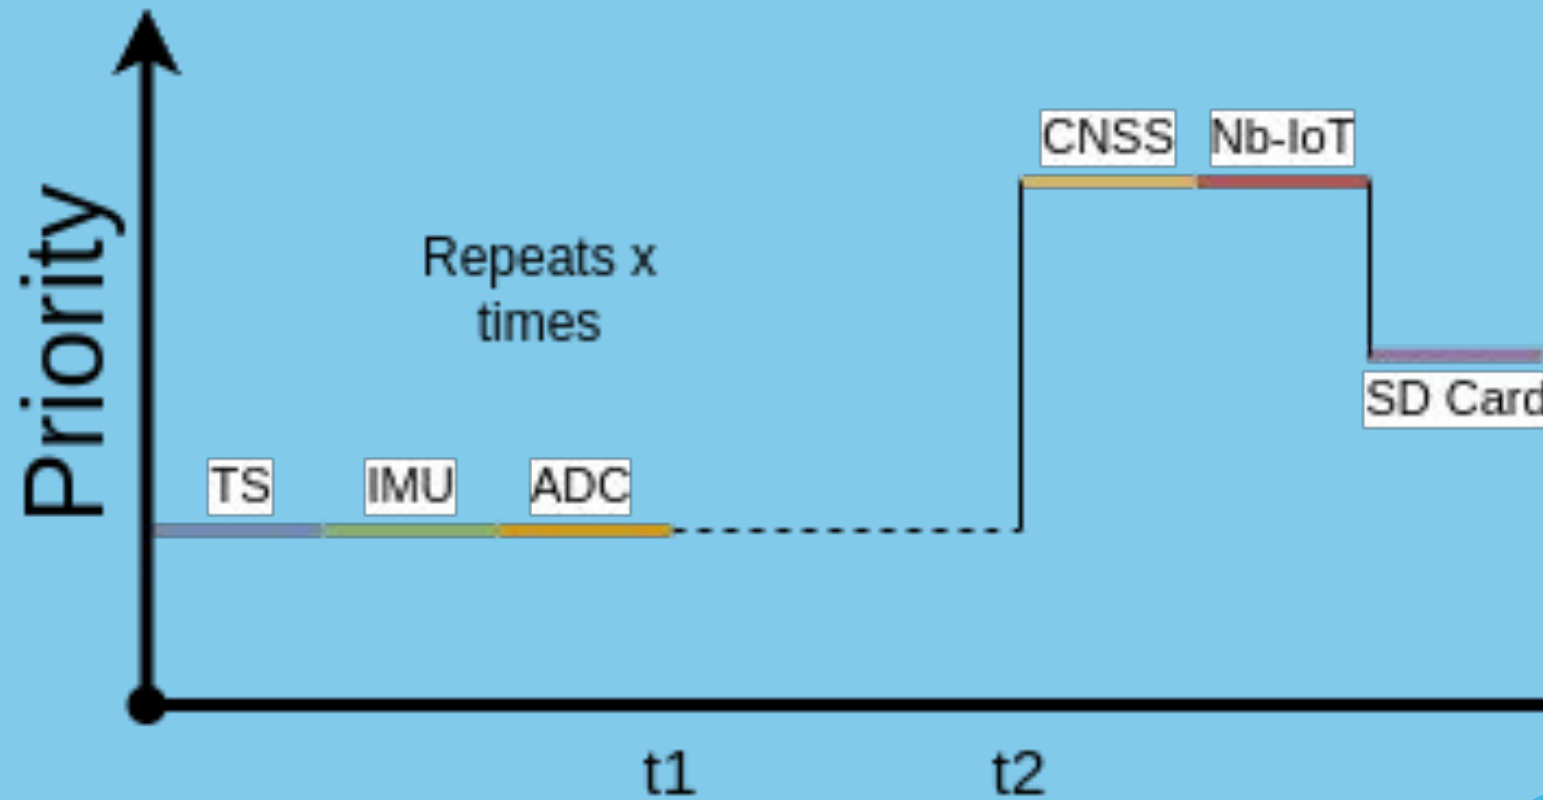 Priority
CNSS
Nb-IoT
Repeats x
times
SD Card
TS
IMU
ADC
t1
t2